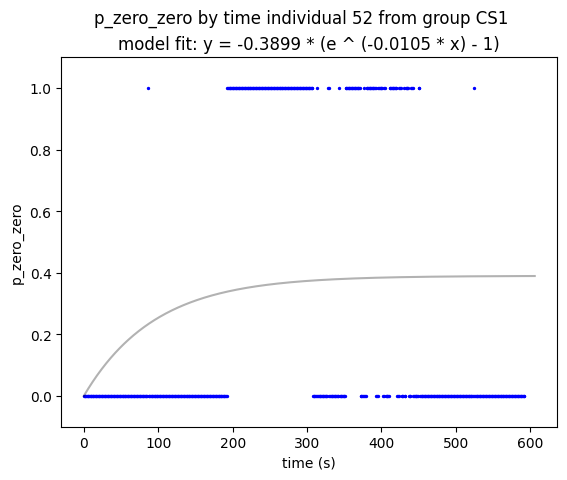 p_zero_zero by time individual 52 from group CS1
model fit: y = -0.3899 * (e ^ (-0.0105 * x) - 1)
1.0
0.8
0.6
0.4
0.2
0.0
p_zero_zero
0 100 200 300 400 500 600
time (s)